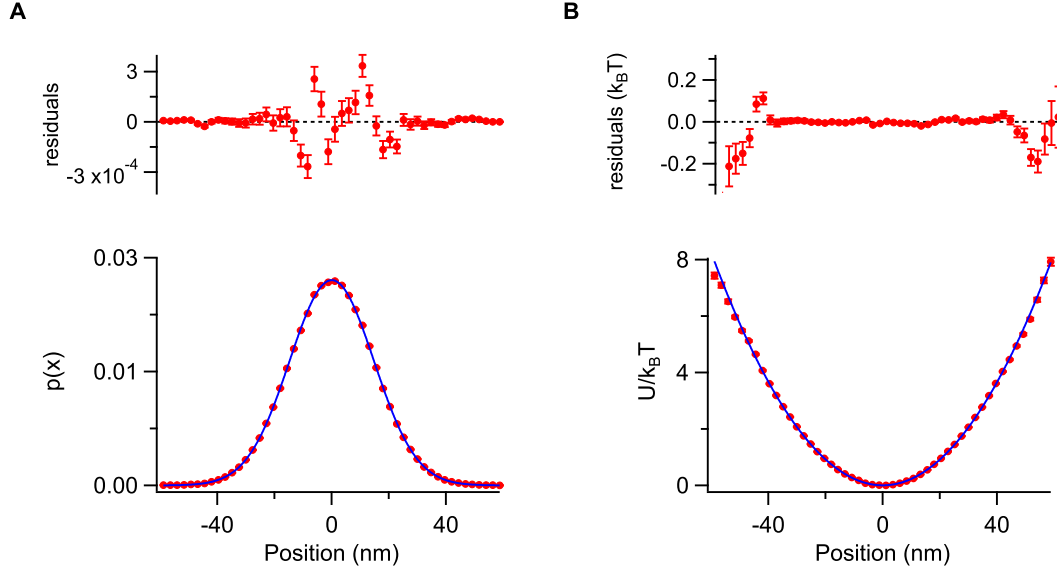 A
residuals
3
0
-3 x10⁻⁴
p(x)
0.03
0.01
0.00
-40
0
40
Position (nm)
B
residuals (k_BT)
0.2
0.0
-0.2
U/k_BT
8
4
0
-40
0
40
Position (nm)